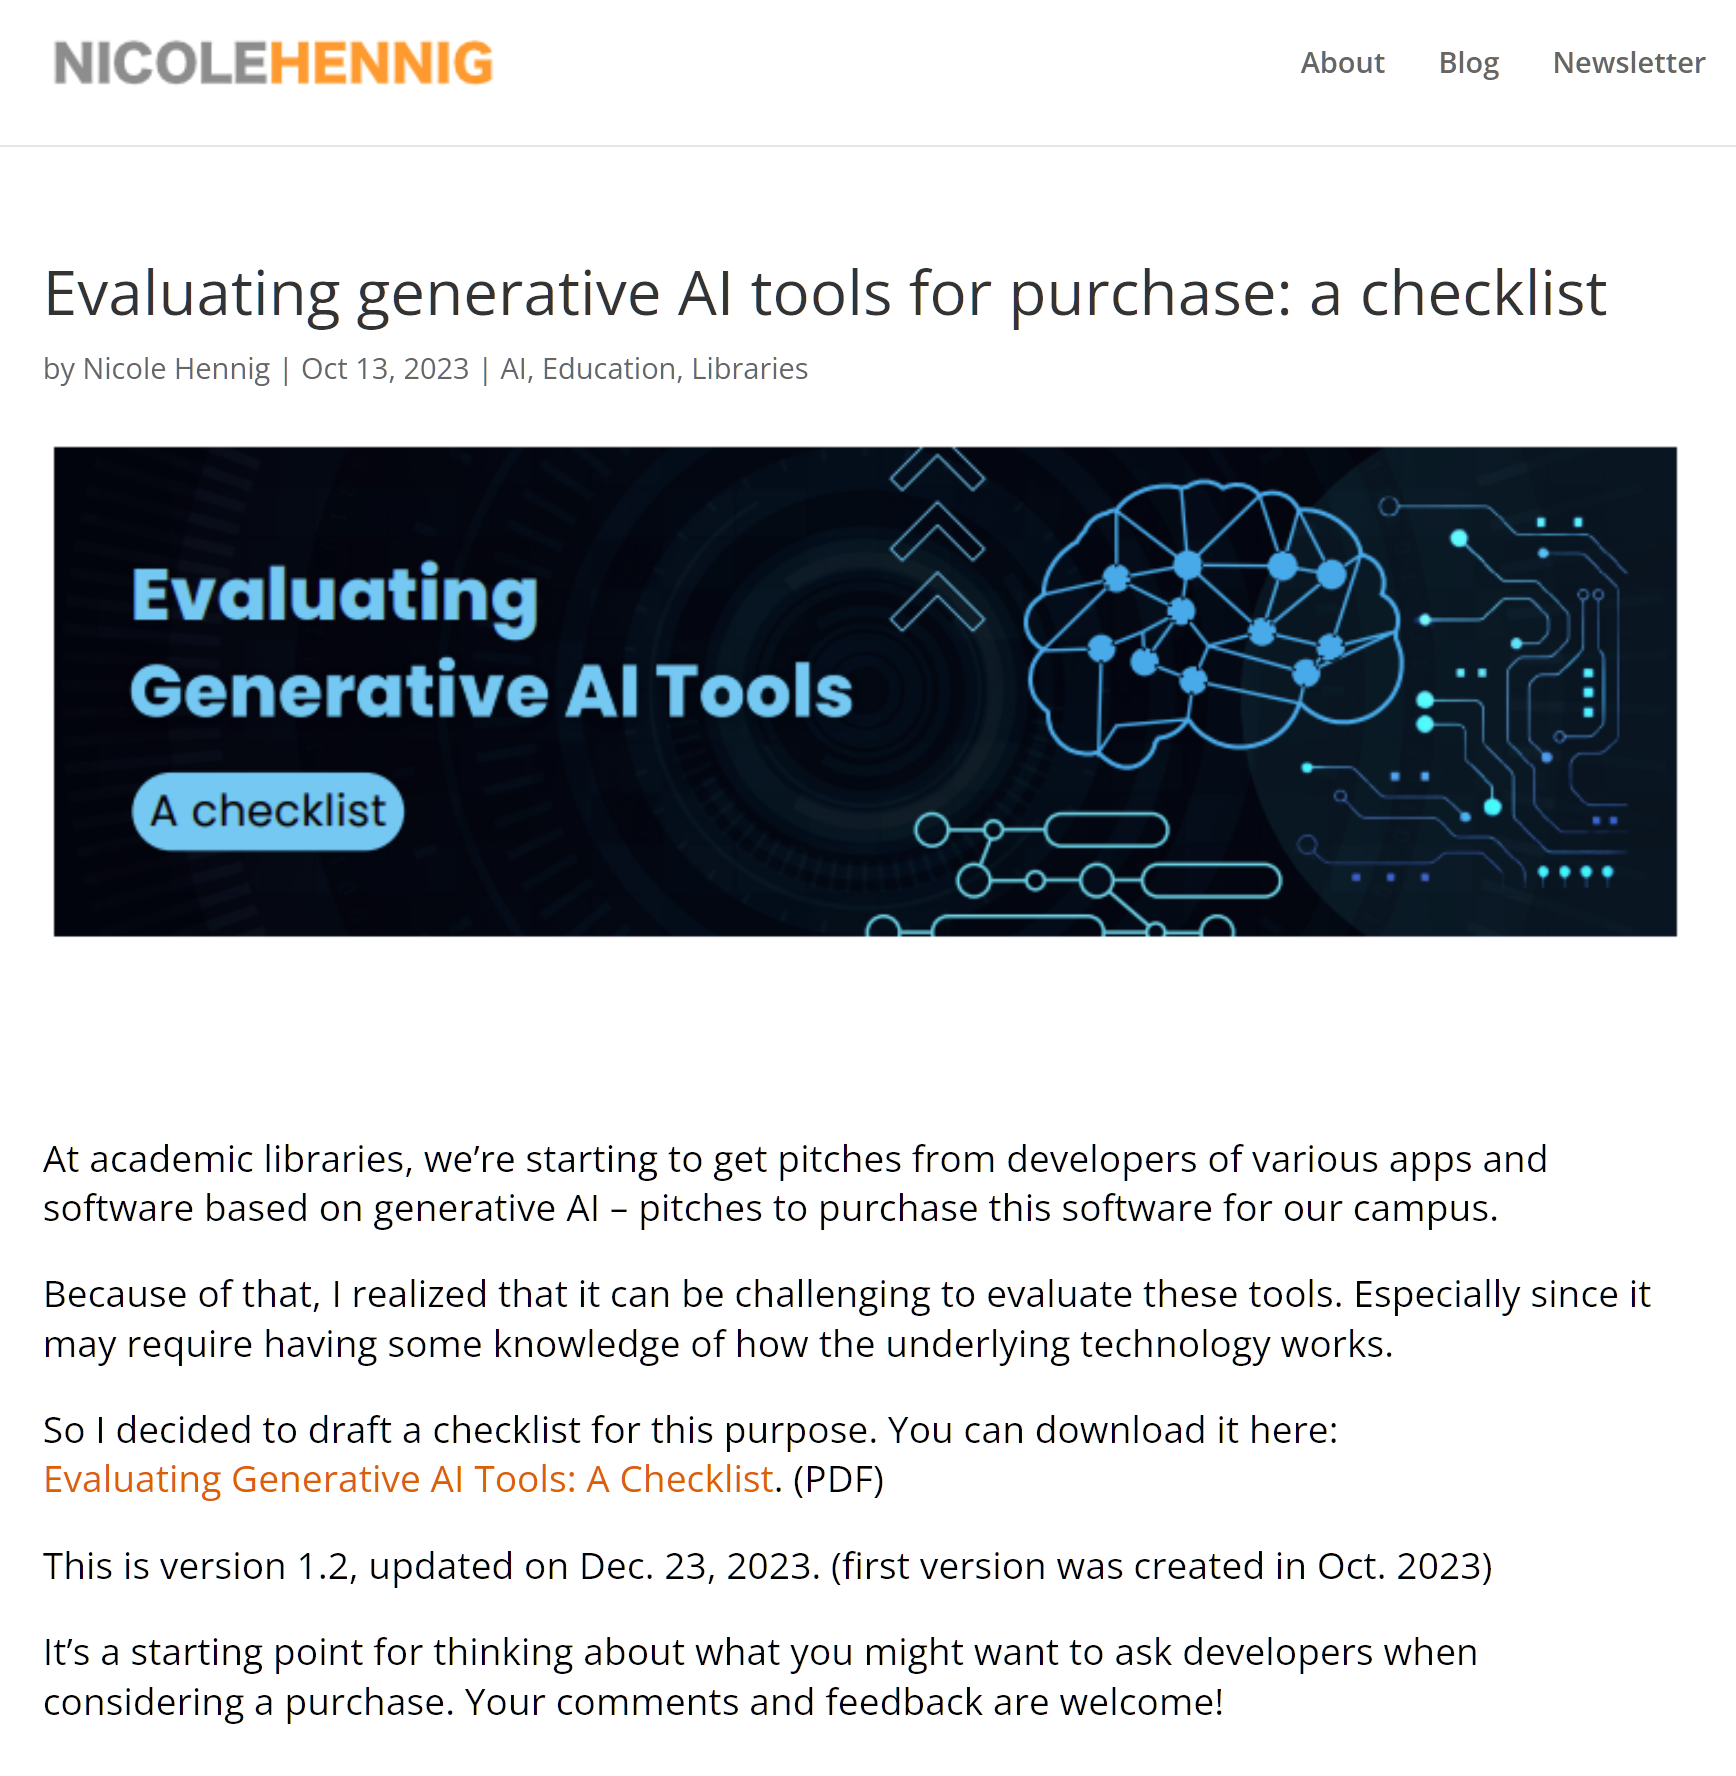 NICOLEHENNIG
About Blog Newsletter
Evaluating generative AI tools for purchase: a checklist
by Nicole Hennig | Oct 13, 2023 | AI, Education, Libraries
Evaluating
Generative AI Tools
A checklist
At academic libraries, we’re starting to get pitches from developers of various apps and
software based on generative AI – pitches to purchase this software for our campus.
Because of that, I realized that it can be challenging to evaluate these tools. Especially since it
may require having some knowledge of how the underlying technology works.
So I decided to draft a checklist for this purpose. You can download it here:
Evaluating Generative AI Tools: A Checklist. (PDF)
This is version 1.2, updated on Dec. 23, 2023. (first version was created in Oct. 2023)
It’s a starting point for thinking about what you might want to ask developers when
considering a purchase. Your comments and feedback are welcome!